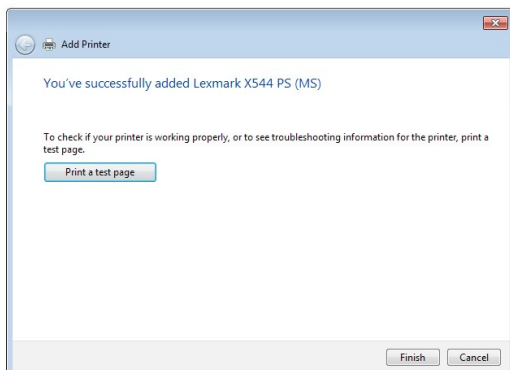 Add Printer
You've successfully added Lexmark X544 PS (MS)
To check if your printer is working properly, or to see troubleshooting information for the printer, print a
test page.
Print a test page
Finish Cancel